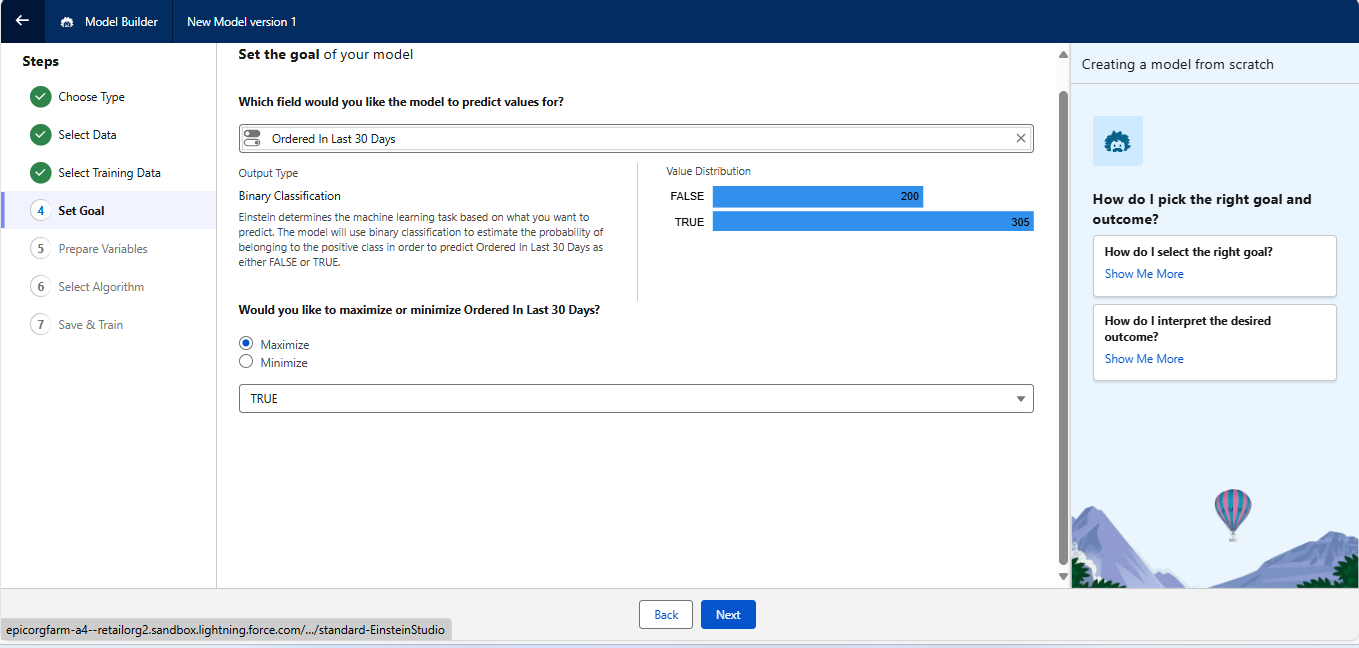 Model Builder
New Model version 1
Steps
Choose Type
Select Data
Select Training Data
4 Set Goal
5 Prepare Variables
6 Select Algorithm
7 Save & Train
Set the goal of your model
Which field would you like the model to predict values for?
Ordered In Last 30 Days
Output Type
Binary Classification
Einstein determines the machine learning task based on what you want to
predict. The model will use binary classification to estimate the probability of
belonging to the positive class in order to predict Ordered In Last 30 Days as
either FALSE or TRUE.
Value Distribution
FALSE 200
TRUE 305
Would you like to maximize or minimize Ordered In Last 30 Days?
Maximize
Minimize
TRUE
Back
Next
Creating a model from scratch
How do I pick the right goal and
outcome?
How do I select the right goal?
Show Me More
How do I interpret the desired
outcome?
Show Me More
epicorgfarm-a4--retailorg2.sandbox.lightning.force.com/.../standard-EinsteinStudio